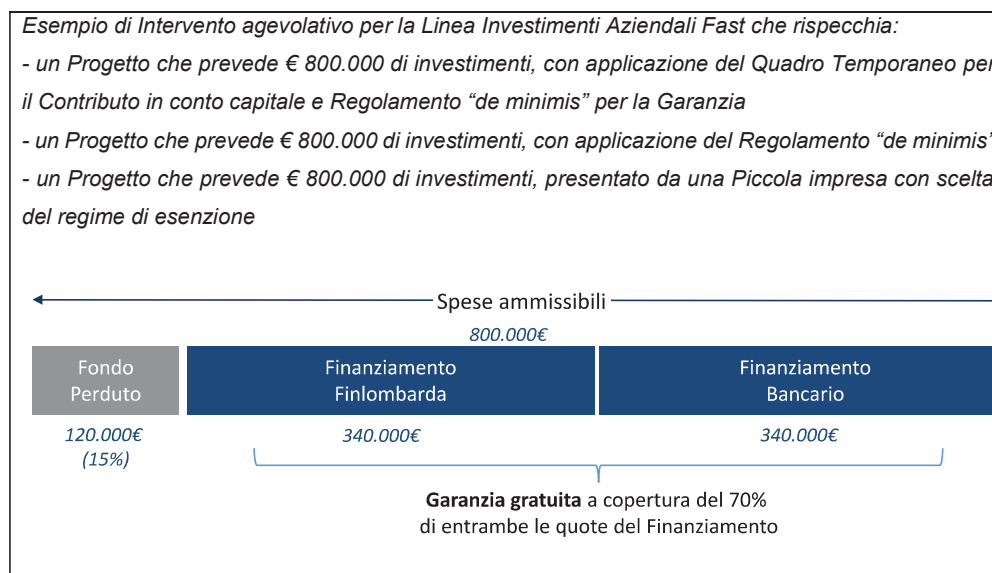 Esempio di Intervento agevolativo per la Linea Investimenti Aziendali Fast che rispecchia:
- un Progetto che prevede € 800.000 di investimenti, con applicazione del Quadro Temporaneo per
il Contributo in conto capitale e Regolamento “de minimis” per la Garanzia
- un Progetto che prevede € 800.000 di investimenti, con applicazione del Regolamento “de minimis”
- un Progetto che prevede € 800.000 di investimenti, presentato da una Piccola impresa con scelta
del regime di esenzione
Spese ammissibili
800.000€
Fondo
Perduto
Finanziamento
Finlombarda
Finanziamento
Bancario
120.000€
(15%)
340.000€
340.000€
Garanzia gratuita a copertura del 70%
di entrambe le quote del Finanziamento